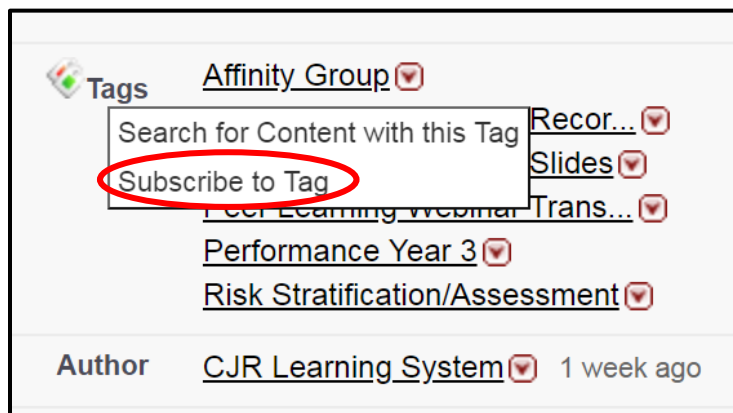 Tags Affinity Group
Search for Content with this Tag Recor...
Subscribe to Tag Slides
Peer Learning Webinar Trans...
Performance Year 3
Risk Stratification/Assessment
Author CJR Learning System 1 week ago